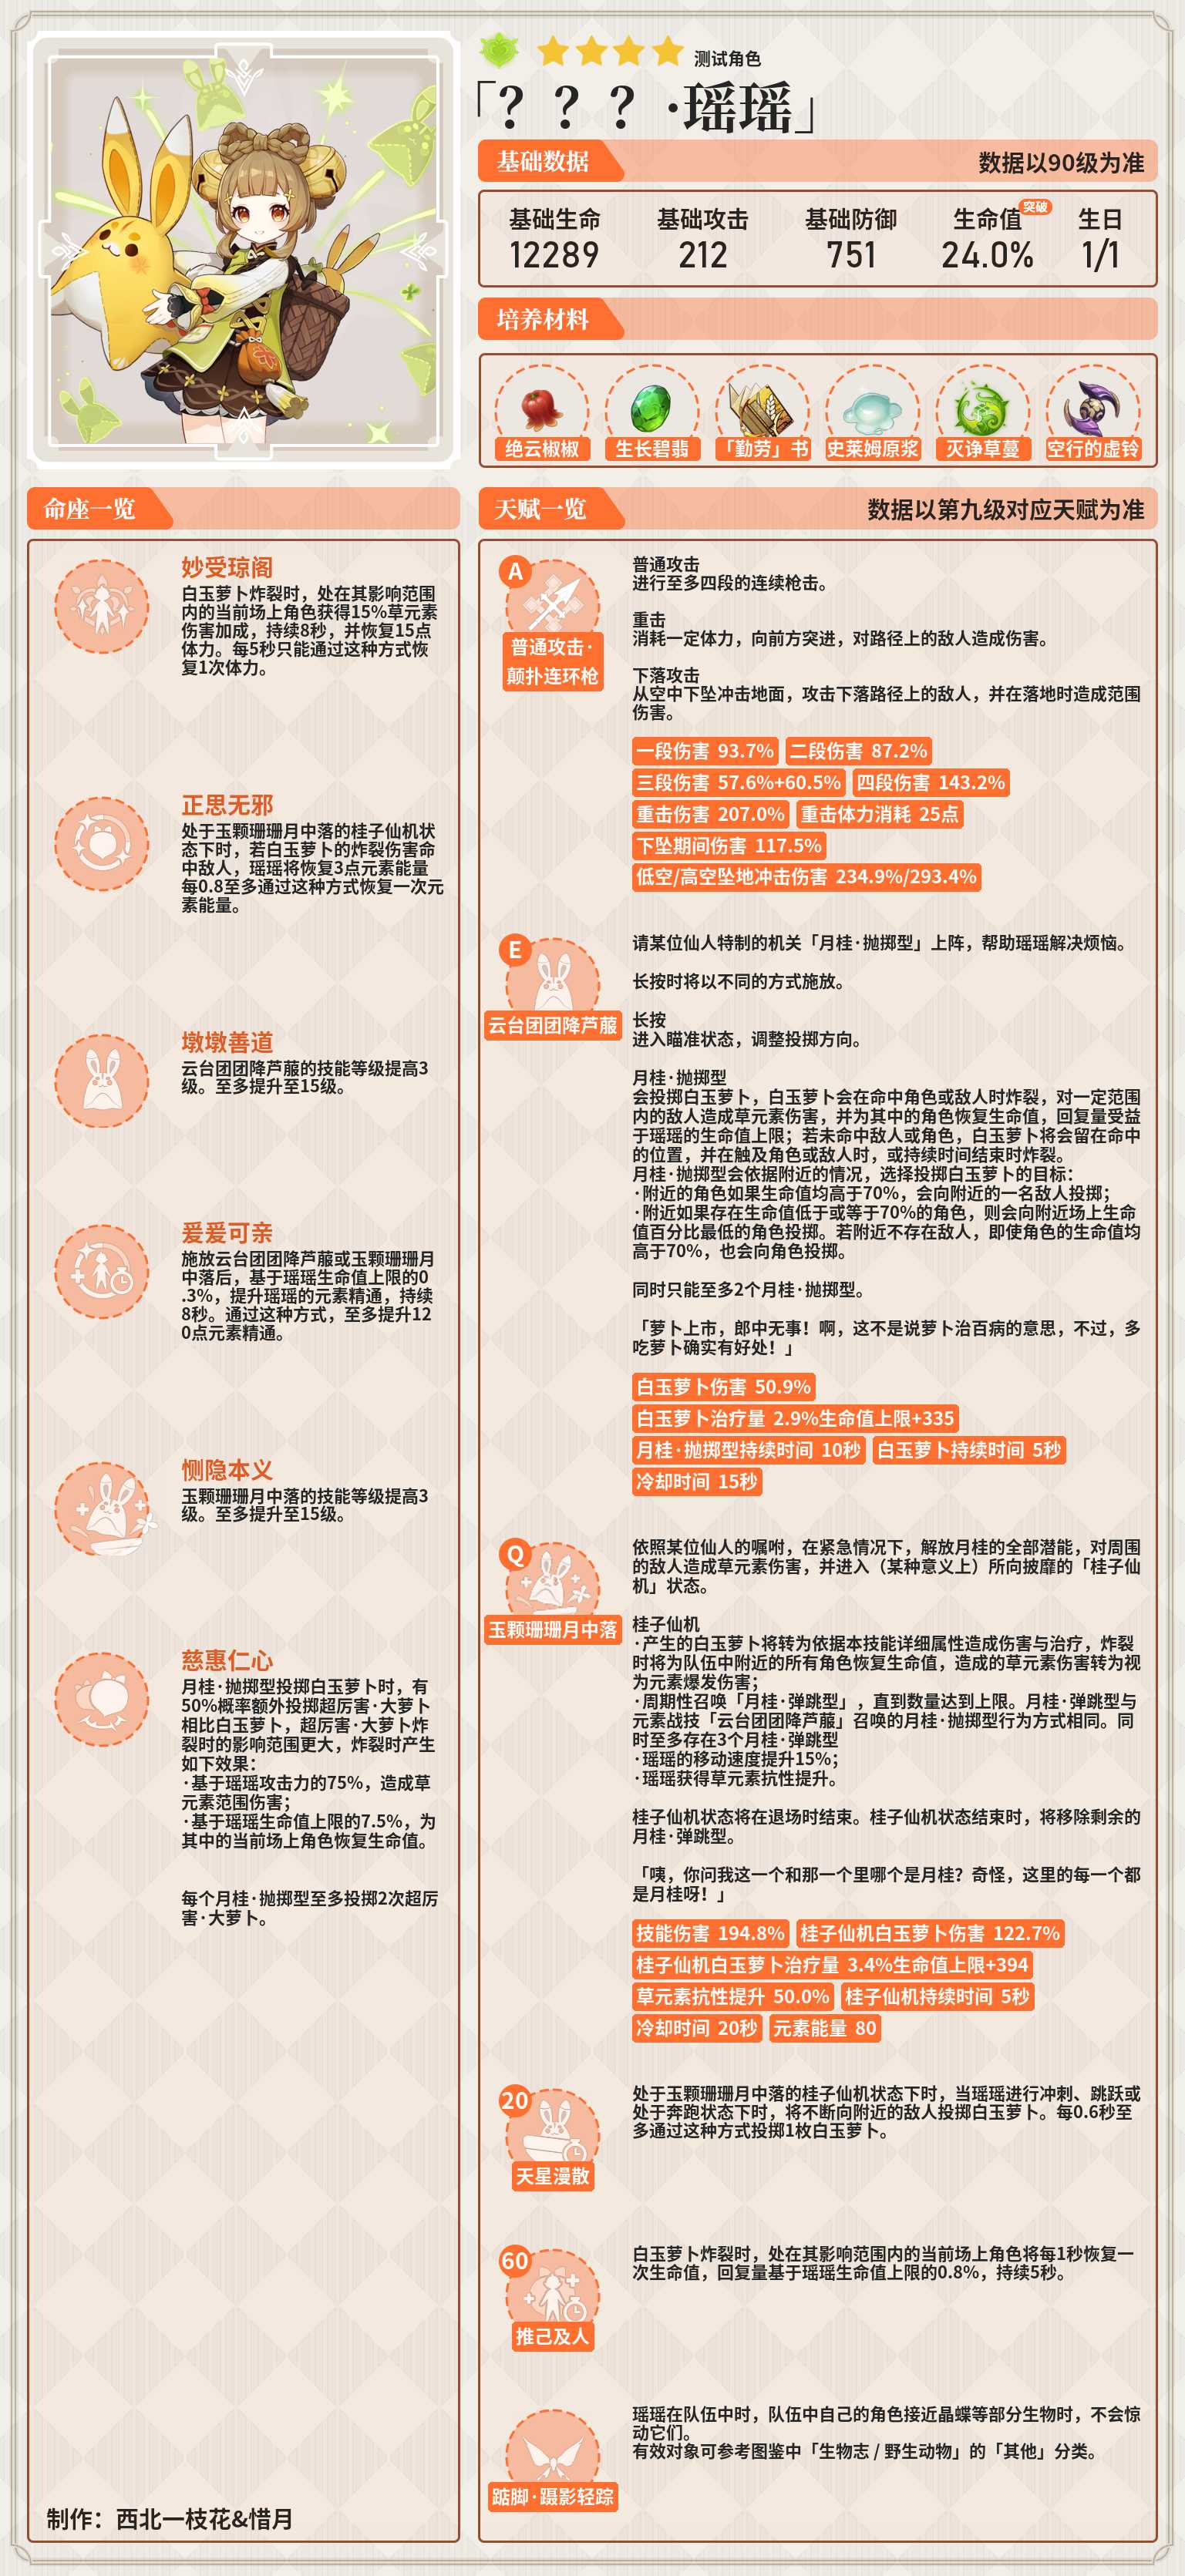 测试角色
「？？？·瑶瑶」
基础数据
数据以90级为准
基础生命
12289
基础攻击
212
基础防御
751
生命值
突破
24.0%
生日
1/1
培养材料
绝云椒椒
生长碧翡
「勤劳」书
史莱姆原浆
灭诤草蔓
空行的虚铃
命座一览
妙受琼阁
白玉萝卜炸裂时，处在其影响范围
内的当前场上角色获得15%草元素
伤害加成，持续8秒，并恢复15点
体力。每5秒只能通过这种方式恢
复1次体力。
正思无邪
处于玉颗珊珊月中落的桂子仙机状
态下时，若白玉萝卜的炸裂伤害命
中敌人，瑶瑶将恢复3点元素能量
每0.8至多通过这种方式恢复一次元
素能量。
墩墩善道
云台团团降芦菔的技能等级提高3
级。至多提升至15级。
爰爰可亲
施放云台团团降芦菔或玉颗珊珊月
中落后，基于瑶瑶生命值上限的0
.3%，提升瑶瑶的元素精通，持续
8秒。通过这种方式，至多提升12
0点元素精通。
恻隐本义
玉颗珊珊月中落的技能等级提高3
级。至多提升至15级。
慈惠仁心
月桂·抛掷型投掷白玉萝卜时，有
50%概率额外投掷超厉害·大萝卜
相比白玉萝卜，超厉害·大萝卜炸
裂时的影响范围更大，炸裂时产生
如下效果：
·基于瑶瑶攻击力的75%，造成草
元素范围伤害；
·基于瑶瑶生命值上限的7.5%，为
其中的当前场上角色恢复生命值。
每个月桂·抛掷型至多投掷2次超厉
害·大萝卜。
制作：西北一枝花&惜月
天赋一览
数据以第九级对应天赋为准
A
普通攻击·
颠扑连环枪
普通攻击
进行至多四段的连续枪击。
重击
消耗一定体力，向前方突进，对路径上的敌人造成伤害。
下落攻击
从空中下坠冲击地面，攻击下落路径上的敌人，并在落地时造成范围
伤害。
一段伤害 93.7% 二段伤害 87.2%
三段伤害 57.6%+60.5% 四段伤害 143.2%
重击伤害 207.0% 重击体力消耗 25点
下坠期间伤害 117.5%
低空/高空坠地冲击伤害 234.9%/293.4%
E
云台团团降芦菔
请某位仙人特制的机关「月桂·抛掷型」上阵，帮助瑶瑶解决烦恼。
长按时将以不同的方式施放。
长按
进入瞄准状态，调整投掷方向。
月桂·抛掷型
会投掷白玉萝卜，白玉萝卜会在命中角色或敌人时炸裂，对一定范围
内的敌人造成草元素伤害，并为其中的角色恢复生命值，回复量受益
于瑶瑶的生命值上限；若未命中敌人或角色，白玉萝卜将会留在命中
的位置，并在触及角色或敌人时，或持续时间结束时炸裂。
月桂·抛掷型会依据附近的情况，选择投掷白玉萝卜的目标：
·附近的角色如果生命值均高于70%，会向附近的一名敌人投掷；
·附近如果存在生命值低于或等于70%的角色，则会向附近场上生命
值百分比最低的角色投掷。若附近不存在敌人，即使角色的生命值均
高于70%，也会向角色投掷。
同时只能至多2个月桂·抛掷型。
「萝卜上市，郎中无事！啊，这不是说萝卜治百病的意思，不过，多
吃萝卜确实有好处！」
白玉萝卜伤害 50.9%
白玉萝卜治疗量 2.9%生命值上限+335
月桂·抛掷型持续时间 10秒 白玉萝卜持续时间 5秒
冷却时间 15秒
Q
玉颗珊珊月中落
依照某位仙人的嘱咐，在紧急情况下，解放月桂的全部潜能，对周围
的敌人造成草元素伤害，并进入（某种意义上）所向披靡的「桂子仙
机」状态。
桂子仙机
·产生的白玉萝卜将转为依据本技能详细属性造成伤害与治疗，炸裂
时将为队伍中附近的所有角色恢复生命值，造成的草元素伤害转为视
为元素爆发伤害；
·周期性召唤「月桂·弹跳型」，直到数量达到上限。月桂·弹跳型与
元素战技「云台团团降芦菔」召唤的月桂·抛掷型行为方式相同。同
时至多存在3个月桂·弹跳型
·瑶瑶的移动速度提升15%；
·瑶瑶获得草元素抗性提升。
桂子仙机状态将在退场时结束。桂子仙机状态结束时，将移除剩余的
月桂·弹跳型。
「咦，你问我这一个和那一个里哪个是月桂？奇怪，这里的每一个都
是月桂呀！」
技能伤害 194.8% 桂子仙机白玉萝卜伤害 122.7%
桂子仙机白玉萝卜治疗量 3.4%生命值上限+394
草元素抗性提升 50.0% 桂子仙机持续时间 5秒
冷却时间 20秒 元素能量 80
20
天星漫散
处于玉颗珊珊月中落的桂子仙机状态下时，当瑶瑶进行冲刺、跳跃或
处于奔跑状态下时，将不断向附近的敌人投掷白玉萝卜。每0.6秒至
多通过这种方式投掷1枚白玉萝卜。
60
推己及人
白玉萝卜炸裂时，处在其影响范围内的当前场上角色将每1秒恢复一
次生命值，回复量基于瑶瑶生命值上限的0.8%，持续5秒。
踮脚·蹑影轻踪
瑶瑶在队伍中时，队伍中自己的角色接近晶蝶等部分生物时，不会惊
动它们。
有效对象可参考图鉴中「生物志 / 野生动物」的「其他」分类。